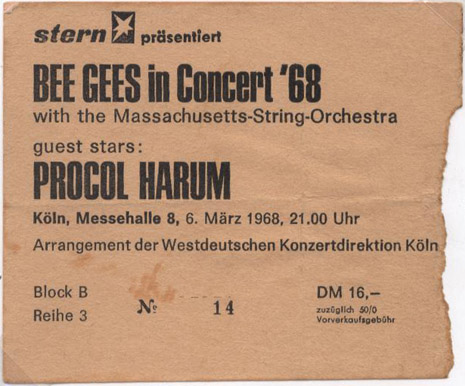 stern präsentiert
BEE GEES in Concert '68
with the Massachusetts-String-Orchestra
guest stars:
PROCOL HARUM
Köln, Messehalle 8, 6. März 1968, 21.00 Uhr
Arrangement der Westdeutschen Konzertdirektion Köln
Block B
Reihe 3
№ 14
DM 16,–
zuzüglich 50/0
Vorverkaufsgebühr